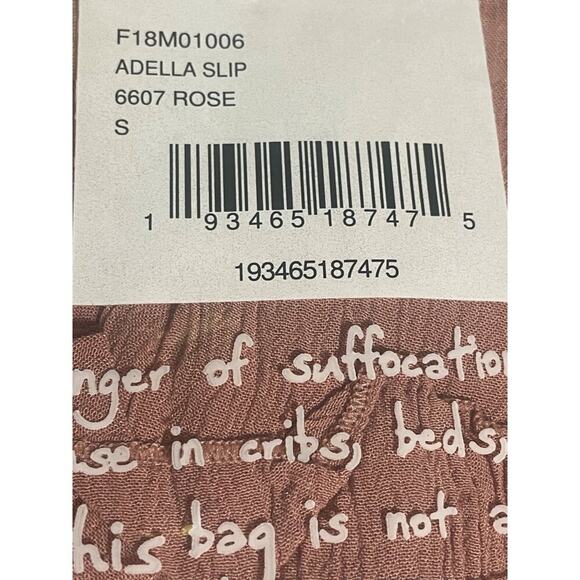 F18M01006
ADELLA SLIP
6607 ROSE
S
1 93465 18747 5
193465187475
nger of suffocation
use in cribs, beds,
his bag is not a